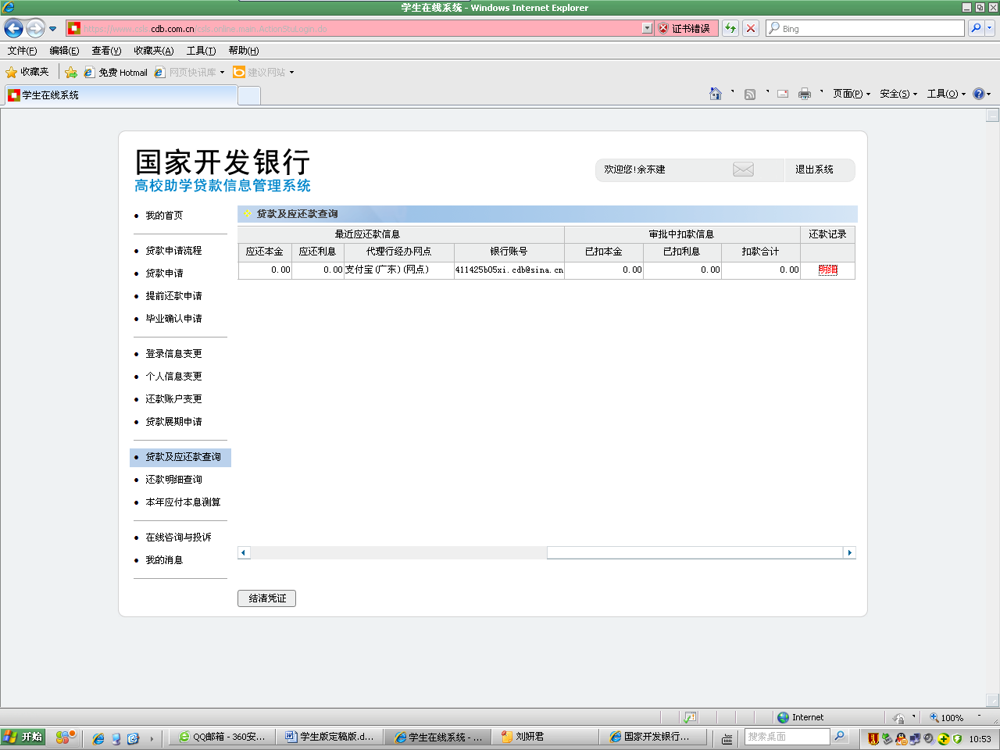 学生在线系统 - Windows Internet Explorer
https://www.csls.cdb.com.cn/csls.online.main.ActionStuLogin.do
证书错误
Bing
文件(F) 编辑(E) 查看(V) 收藏夹(A) 工具(T) 帮助(H)
收藏夹 免费 Hotmail 网页快讯库 建议网站
学生在线系统
页面(P) 安全(S) 工具(O)
国家开发银行
高校助学贷款信息管理系统
欢迎您!余东建 退出系统
我的首页
贷款申请流程
贷款申请
提前还款申请
毕业确认申请
登录信息变更
个人信息变更
还款账户变更
贷款展期申请
贷款及应还款查询
还款明细查询
本年应付本息测算
在线咨询与投诉
我的消息
贷款及应还款查询
最近应还款信息 审批中扣款信息 还款记录
应还本金 应还利息 代理行经办网点 银行账号 已扣本金 已扣利息 扣款合计
0.00 0.00 支付宝(广东)(网点) 411425b05xi.cdb@sina.cn 0.00 0.00 0.00 明细
结清凭证
Internet 100%
开始 QQ邮箱 - 360安... 学生版定稿版.d... 学生在线系统 - ... 刘妍君 国家开发银行... 搜索桌面 10:53